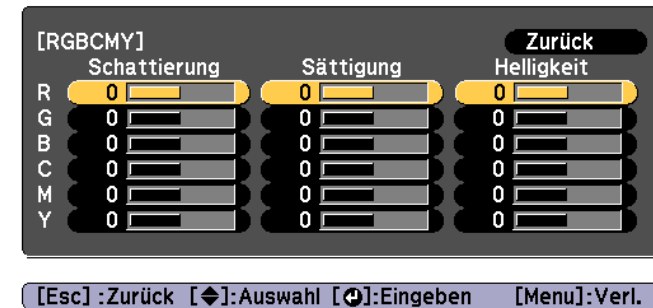 [RGBCMY] Zurück
Schattierung Sättigung Helligkeit
R 0 0 0
G 0 0 0
B 0 0 0
C 0 0 0
M 0 0 0
Y 0 0 0
[Esc] :Zurück [◆]:Auswahl [↵]:Eingeben [Menu]:Verl.